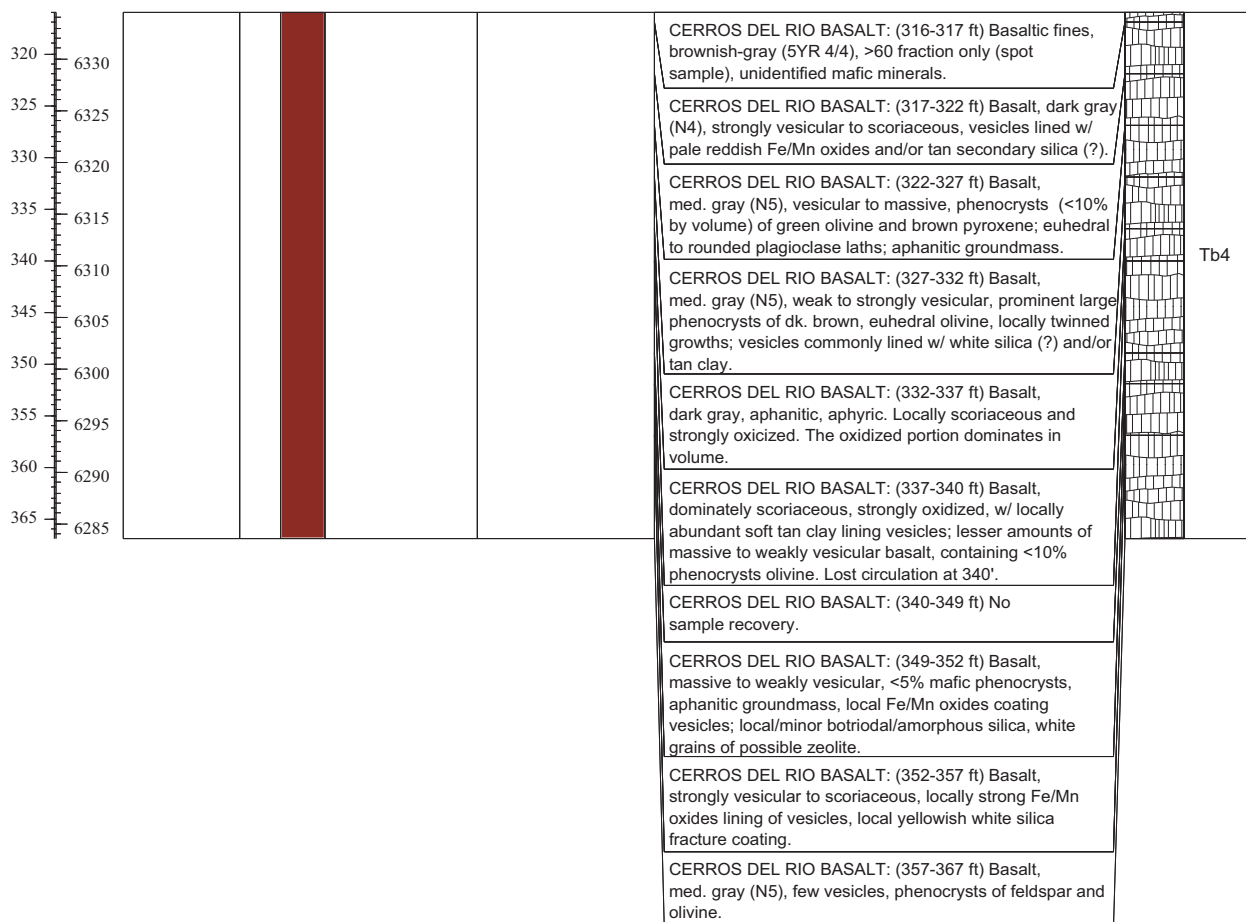 320
325
330
335
340
345
350
355
360
365
6330
6325
6320
6315
6310
6305
6300
6295
6290
6285
CERROS DEL RIO BASALT: (316-317 ft) Basaltic fines,
brownish-gray (5YR 4/4), >60 fraction only (spot
sample), unidentified mafic minerals.
CERROS DEL RIO BASALT: (317-322 ft) Basalt, dark gray
(N4), strongly vesicular to scoriaceous, vesicles lined w/
pale reddish Fe/Mn oxides and/or tan secondary silica (?).
CERROS DEL RIO BASALT: (322-327 ft) Basalt,
med. gray (N5), vesicular to massive, phenocrysts (<10%
by volume) of green olivine and brown pyroxene; euhedral
to rounded plagioclase laths; aphanitic groundmass.
CERROS DEL RIO BASALT: (327-332 ft) Basalt,
med. gray (N5), weak to strongly vesicular, prominent large
phenocrysts of dk. brown, euhedral olivine, locally twinned
growths; vesicles commonly lined w/ white silica (?) and/or
tan clay.
CERROS DEL RIO BASALT: (332-337 ft) Basalt,
dark gray, aphanitic, aphyric. Locally scoriaceous and
strongly oxicized. The oxidized portion dominates in
volume.
CERROS DEL RIO BASALT: (337-340 ft) Basalt,
dominately scoriaceous, strongly oxidized, w/ locally
abundant soft tan clay lining vesicles; lesser amounts of
massive to weakly vesicular basalt, containing <10%
phenocrysts olivine. Lost circulation at 340'.
CERROS DEL RIO BASALT: (340-349 ft) No
sample recovery.
CERROS DEL RIO BASALT: (349-352 ft) Basalt,
massive to weakly vesicular, <5% mafic phenocrysts,
aphanitic groundmass, local Fe/Mn oxides coating
vesicles; local/minor botriodal/amorphous silica, white
grains of possible zeolite.
CERROS DEL RIO BASALT: (352-357 ft) Basalt,
strongly vesicular to scoriaceous, locally strong Fe/Mn
oxides lining of vesicles, local yellowish white silica
fracture coating.
CERROS DEL RIO BASALT: (357-367 ft) Basalt,
med. gray (N5), few vesicles, phenocrysts of feldspar and
olivine.
Tb4